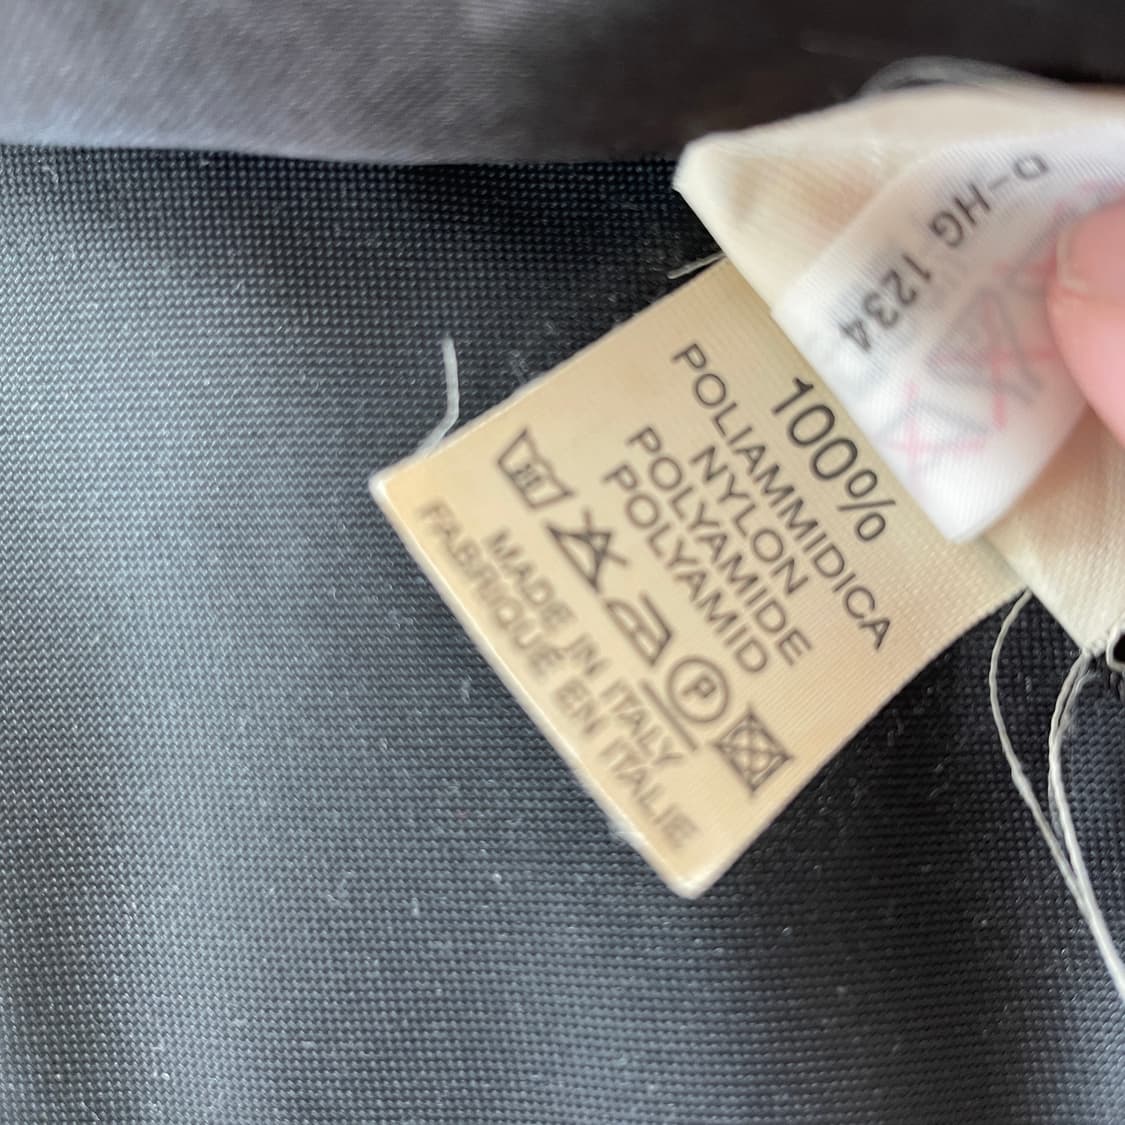 D-HG 1234
100%
POLIAMMIDICA
NYLON
POLYAMIDE
POLYAMID
P
MADE IN ITALY
FABRIQUÉ EN ITALIE